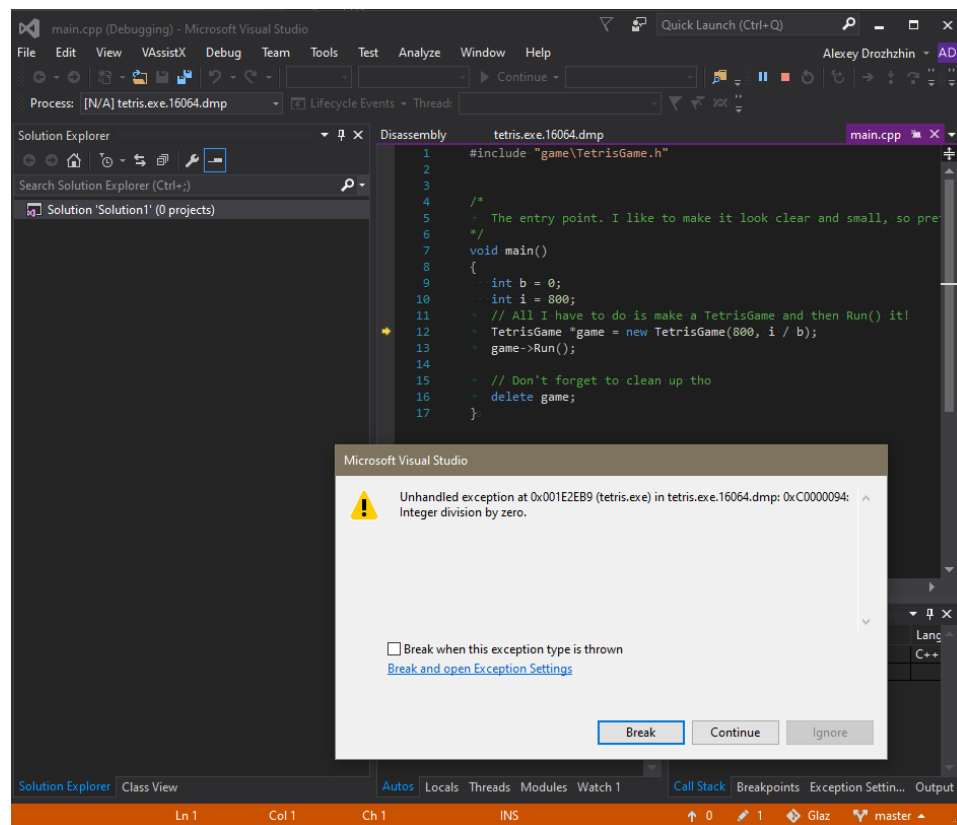 main.cpp (Debugging) - Microsoft Visual Studio
Quick Launch (Ctrl+Q)
File Edit View VAssistX Debug Team Tools Test Analyze Window Help
Alexey Drozhzhin AD
Continue
Process: [N/A] tetris.exe.16064.dmp
Lifecycle Events Thread:
Solution Explorer
Search Solution Explorer (Ctrl+;)
Solution 'Solution1' (0 projects)
Disassembly tetris.exe.16064.dmp main.cpp
1 #include "game\TetrisGame.h"
2
3
4 /*
5 The entry point. I like to make it look clear and small, so pre
6 */
7 void main()
8 {
9 int b = 0;
10 int i = 800;
11 // All I have to do is make a TetrisGame and then Run() it!
12 TetrisGame *game = new TetrisGame(800, i / b);
13 game->Run();
14
15 // Don't forget to clean up tho
16 delete game;
17 }
Microsoft Visual Studio
Unhandled exception at 0x001E2EB9 (tetris.exe) in tetris.exe.16064.dmp: 0xC0000094:
Integer division by zero.
Break when this exception type is thrown
Break and open Exception Settings
Break Continue Ignore
Lang
C++
Solution Explorer Class View
Autos Locals Threads Modules Watch 1
Call Stack Breakpoints Exception Settin... Output
Ln 1 Col 1 Ch 1 INS 0 1 Glaz master